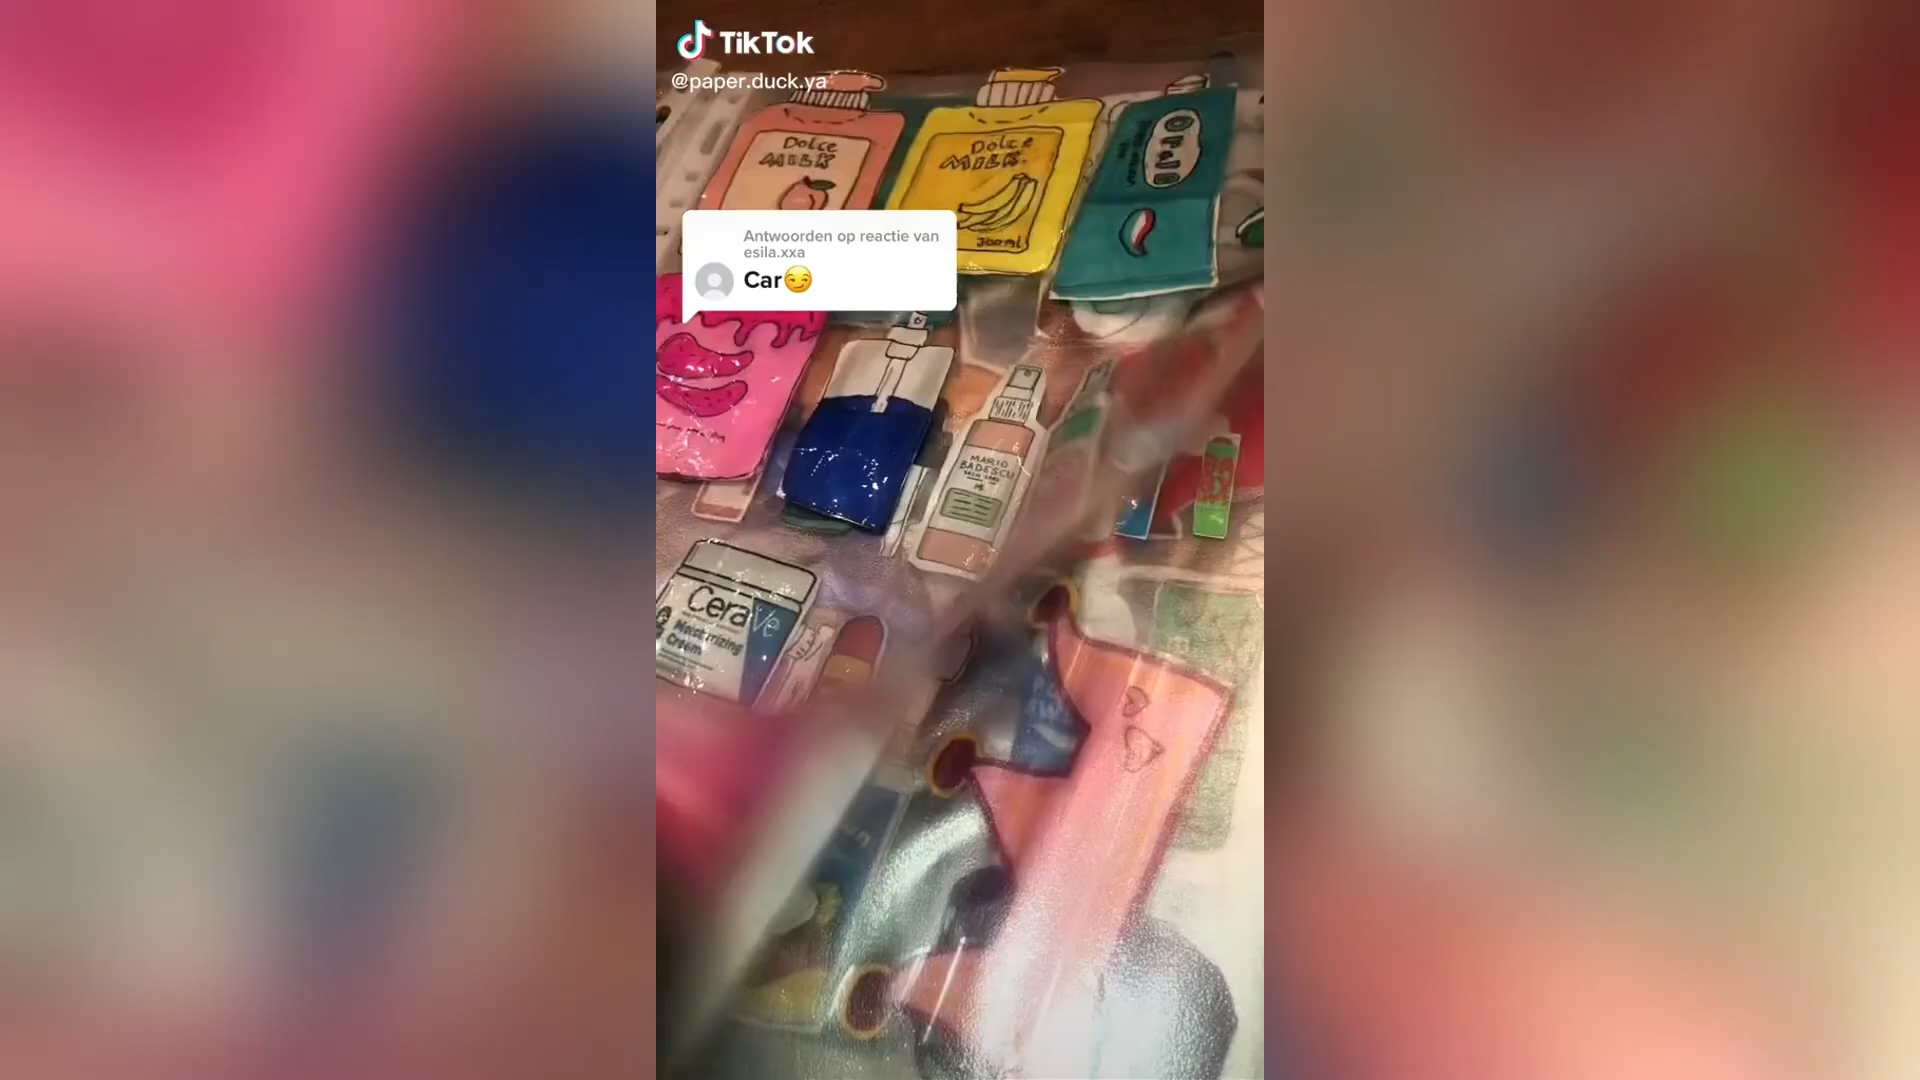 TikTok
@paper.duck.ya
Dolce
MILK
Dolce
MILK
300ml
Oral B
Antwoorden op reactie van
esila.xxa
Car😏
MARIO
BADESCU
CeraVe
Moisturizing
Cream